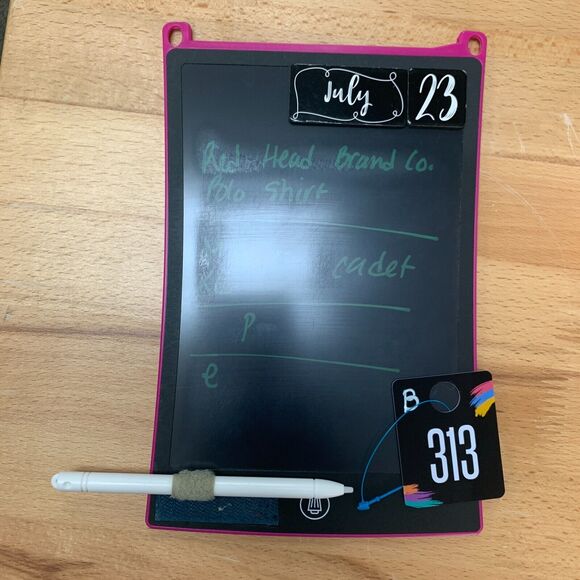 July 23
Red Head Brand Co.
Polo Shirt
cadet
P
e
B
313